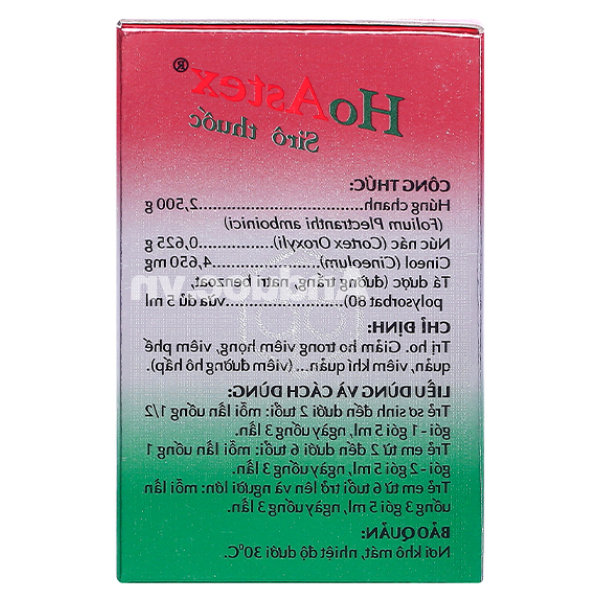 HoAstex®
Sirô thuốc
CÔNG THỨC:
Húng chanh..............................2,500 g
(Folium Plectranthi amboinici)
Núc nác (Cortex Oroxyli)..........0,625 g
Cineol (Cineolum)................4,650 mg
Tá dược (đường trắng, natri benzoat,
polysorbat 80)....................vừa đủ 5 ml
CHỈ ĐỊNH:
Trị ho. Giảm ho trong viêm họng, viêm phế
quản, viêm khí quản... (viêm đường hô hấp).
LIỀU DÙNG VÀ CÁCH DÙNG:
Trẻ sơ sinh đến dưới 2 tuổi: mỗi lần uống 1/2
gói - 1 gói 5 ml, ngày uống 3 lần.
Trẻ em từ 2 đến dưới 6 tuổi: mỗi lần uống 1
gói - 2 gói 5 ml, ngày uống 3 lần.
Trẻ em từ 6 tuổi trở lên và người lớn: mỗi lần
uống 3 gói 5 ml, ngày uống 3 lần.
BẢO QUẢN:
Nơi khô mát, nhiệt độ dưới 30°C.